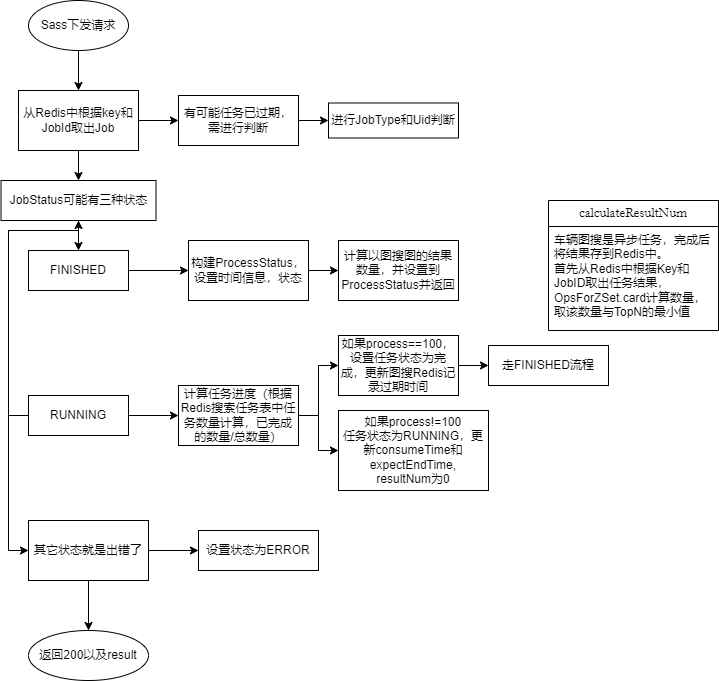 Sass下发请求
从Redis中根据key和
JobId取出Job
有可能任务已过期，
需进行判断
进行JobType和Uid判断
JobStatus可能有三种状态
FINISHED
构建ProcessStatus，
设置时间信息，状态
计算以图搜图的结果
数量，并设置到
ProcessStatus并返回
calculateResultNum
车辆图搜是异步任务，完成后
将结果存到Redis中。
首先从Redis中根据Key和
JobID取出任务结果，
OpsForZSet.card计算数量，
取该数量与TopN的最小值
RUNNING
计算任务进度（根据
Redis搜索任务表中任
务数量计算，已完成
的数量/总数量）
如果process==100，
设置任务状态为完
成，更新图搜Redis记
录过期时间
走FINISHED流程
如果process!=100
任务状态为RUNNING，更
新consumeTime和
expectEndTime,
resultNum为0
其它状态就是出错了
设置状态为ERROR
返回200以及result